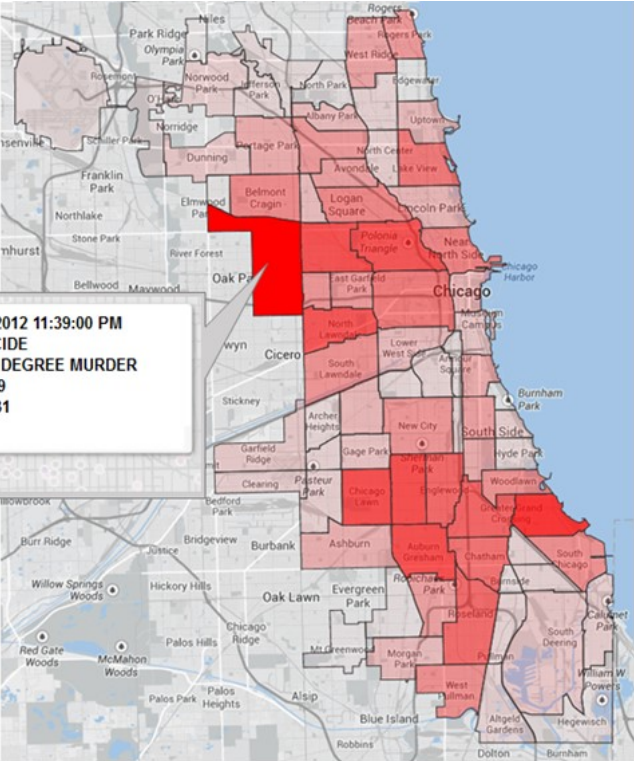 Niles
Rogers
Beach Park
Rogers Park
Park Ridge
Olympia
Park
West Ridge
Rosemont
Norwood
Park
Jefferson
Park
North Park
Edgewater
O'Hare
Albany Park
Uptown
Norridge
Schiller Park
Portage Park
North Center
Dunning
Avondale
Lake View
Franklin
Park
Belmont
Cragin
Logan
Square
Lincoln Park
Northlake
Elmwood
Stone Park
Polonia
Triangle
Near
North Side
mhurst
River Forest
Oak Pa
East Garfield
Park
Chicago
Harbor
Bellwood
Maywood
Chicago
Museum
Campus
2012 11:39:00 PM
CIDE
DEGREE MURDER
9
31
North
Lawndale
wyn
Cicero
Lower
West Side
Armour
Square
South
Lawndale
Stickney
Burnham
Park
Archer
Heights
New City
South Side
Garfield
Ridge
Gage Park
Hyde Park
Sherman
Park
Clearing
Pasteur
Park
Woodlawn
Chicago
Lawn
Englewood
Bedford
Park
Greater Grand
Crossing
Burr Ridge
Justice
Bridgeview
Burbank
Ashburn
Auburn
Gresham
Chatham
South
Chicago
Willow Springs
Woods
Hickory Hills
Oak Lawn
Evergreen
Park
Robichaux
Park
Burnside
Roseland
Calumet
Park
Chicago
Ridge
Red Gate
Woods
McMahon
Woods
Palos Hills
Mt Greenwood
Morgan
Park
Pullman
South
Deering
William W
Powers
Palos Park
Palos
Heights
Alsip
West
Pullman
Blue Island
Altgeld
Gardens
Hegewisch
Robbins
Dolton
Burnham